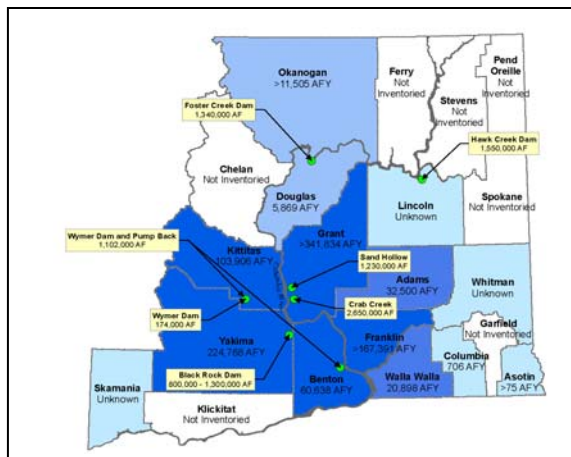 Okanogan
>11,505 AFY
Ferry
Not
Inventoried
Pend
Oreille
Not
Inventoried
Stevens
Not
Inventoried
Foster Creek Dam
1,340,000 AF
Hawk Creek Dam
1,550,000 AF
Chelan
Not Inventoried
Douglas
5,869 AFY
Lincoln
Unknown
Spokane
Not
Inventoried
Wymer Dam and Pump Back
1,102,000 AF
Kittitas
103,906 AFY
Grant
>341,834 AFY
Sand Hollow
1,230,000 AF
Adams
32,500 AFY
Whitman
Unknown
Wymer Dam
174,000 AF
Crab Creek
2,650,000 AF
Garfield
Not
Inventoried
Yakima
224,766 AFY
Black Rock Dam
800,000 - 1,300,000 AF
Franklin
>167,391 AFY
Columbia
706 AFY
Asotin
>75 AFY
Skamania
Unknown
Benton
60,638 AFY
Walla Walla
20,898 AFY
Klickitat
Not Inventoried